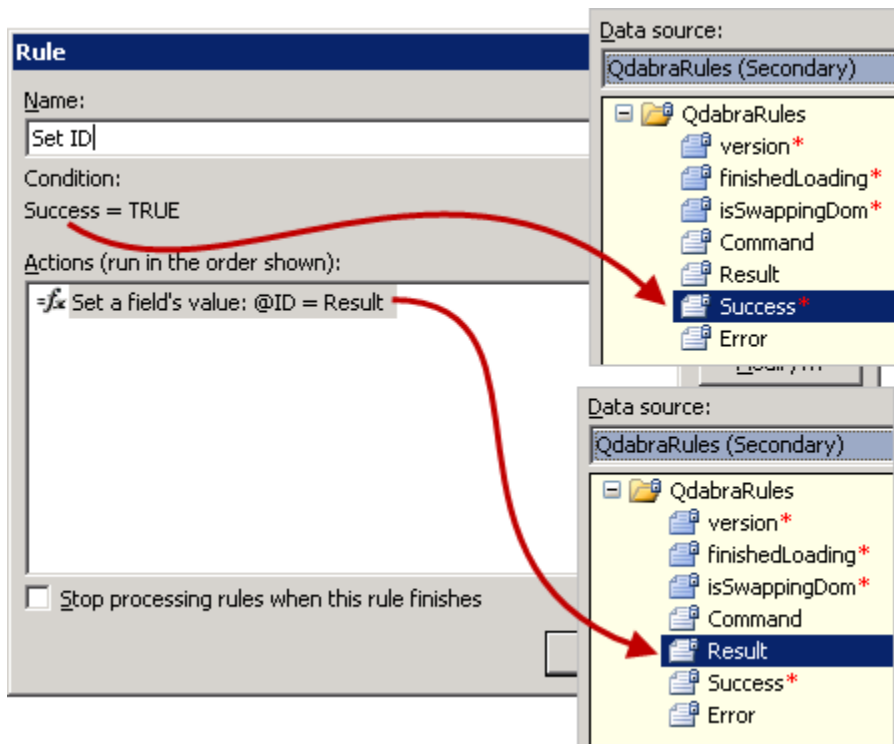 Rule
Name:
Set ID
Condition:
Success = TRUE
Actions (run in the order shown):
Set a field's value: @ID = Result
Stop processing rules when this rule finishes
Data source:
QdabraRules (Secondary)
QdabraRules
version*
finishedLoading*
isSwappingDom*
Command
Result
Success*
Error
Data source:
QdabraRules (Secondary)
QdabraRules
version*
finishedLoading*
isSwappingDom*
Command
Result
Success*
Error